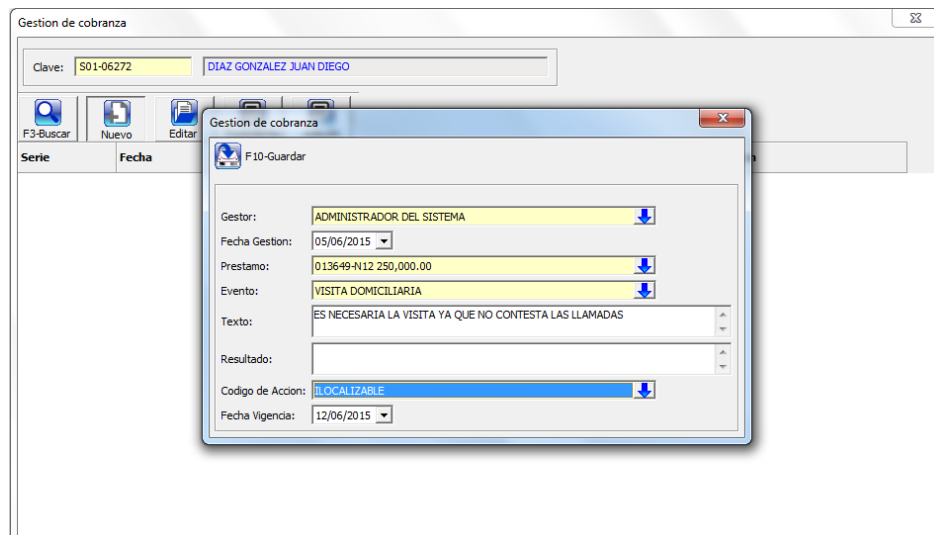 Gestion de cobranza
Clave: S01-06272 DIAZ GONZALEZ JUAN DIEGO
F3-Buscar Nuevo Editar
Serie Fecha
Gestion de cobranza
F10-Guardar
Gestor: ADMINISTRADOR DEL SISTEMA
Fecha Gestion: 05/06/2015
Prestamo: 013649-N12 250,000.00
Evento: VISITA DOMICILIARIA
Texto: ES NECESARIA LA VISITA YA QUE NO CONTESTA LAS LLAMADAS
Resultado:
Codigo de Accion: ILOCALIZABLE
Fecha Vigencia: 12/06/2015